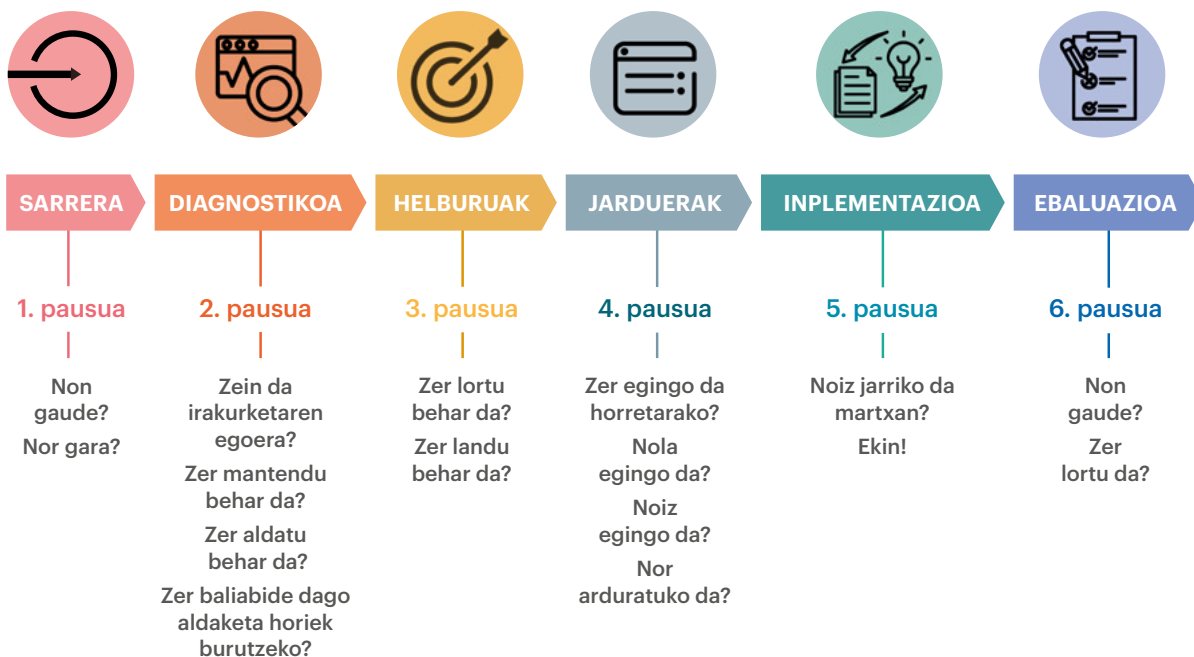 SARRERA
DIAGNOSTIKOA
HELBURUAK
JARDUERAK
INPLEMENTAZIOA
EBALUAZIOA
1. pausua
2. pausua
3. pausua
4. pausua
5. pausua
6. pausua
Non
gaude?
Nor gara?
Zein da
irakurketaren
egoera?
Zer mantendu
behar da?
Zer aldatu
behar da?
Zer baliabide dago
aldaketa horiek
burutzeko?
Zer lortu
behar da?
Zer landu
behar da?
Zer egingo da
horretarako?
Nola
egingo da?
Noiz
egingo da?
Nor
arduratuko da?
Noiz jarriko da
martxan?
Ekin!
Non
gaude?
Zer
lortu da?